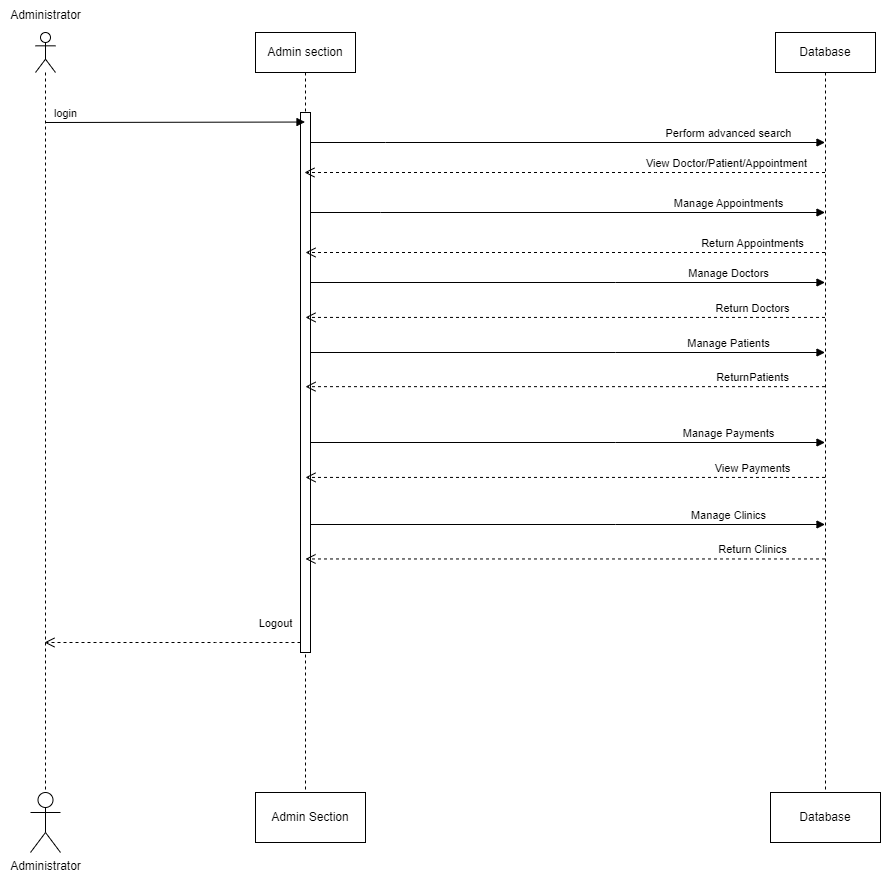 Administrator
Admin section
Database
login
Perform advanced search
View Doctor/Patient/Appointment
Manage Appointments
Return Appointments
Manage Doctors
Return Doctors
Manage Patients
ReturnPatients
Manage Payments
View Payments
Manage Clinics
Return Clinics
Logout
Admin Section
Database
Administrator